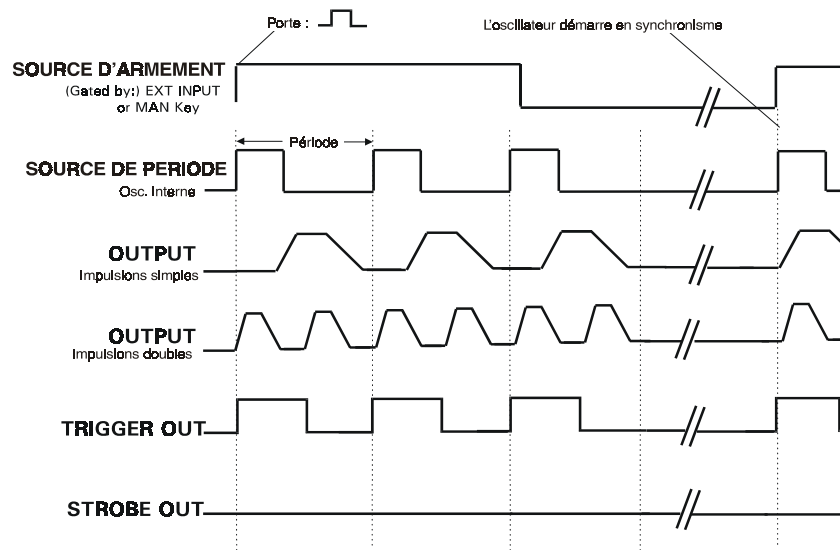 Porte :
L'oscillateur démarre en synchronisme
SOURCE D'ARMEMENT
(Gated by:) EXT INPUT
or MAN Key
Période
SOURCE DE PERIODE
Osc. Interne
OUTPUT
Impulsions simples
OUTPUT
Impulsions doubles
TRIGGER OUT
STROBE OUT